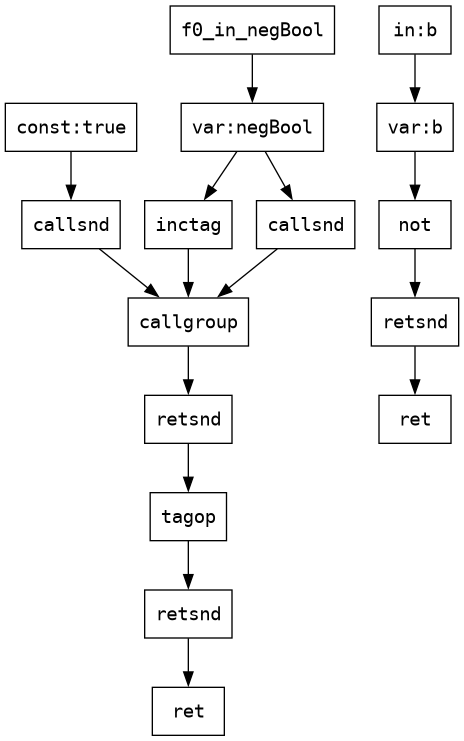 f0_in_negBool
in:b
const:true
var:negBool
var:b
callsnd
inctag
callsnd
not
callgroup
retsnd
retsnd
ret
tagop
retsnd
ret